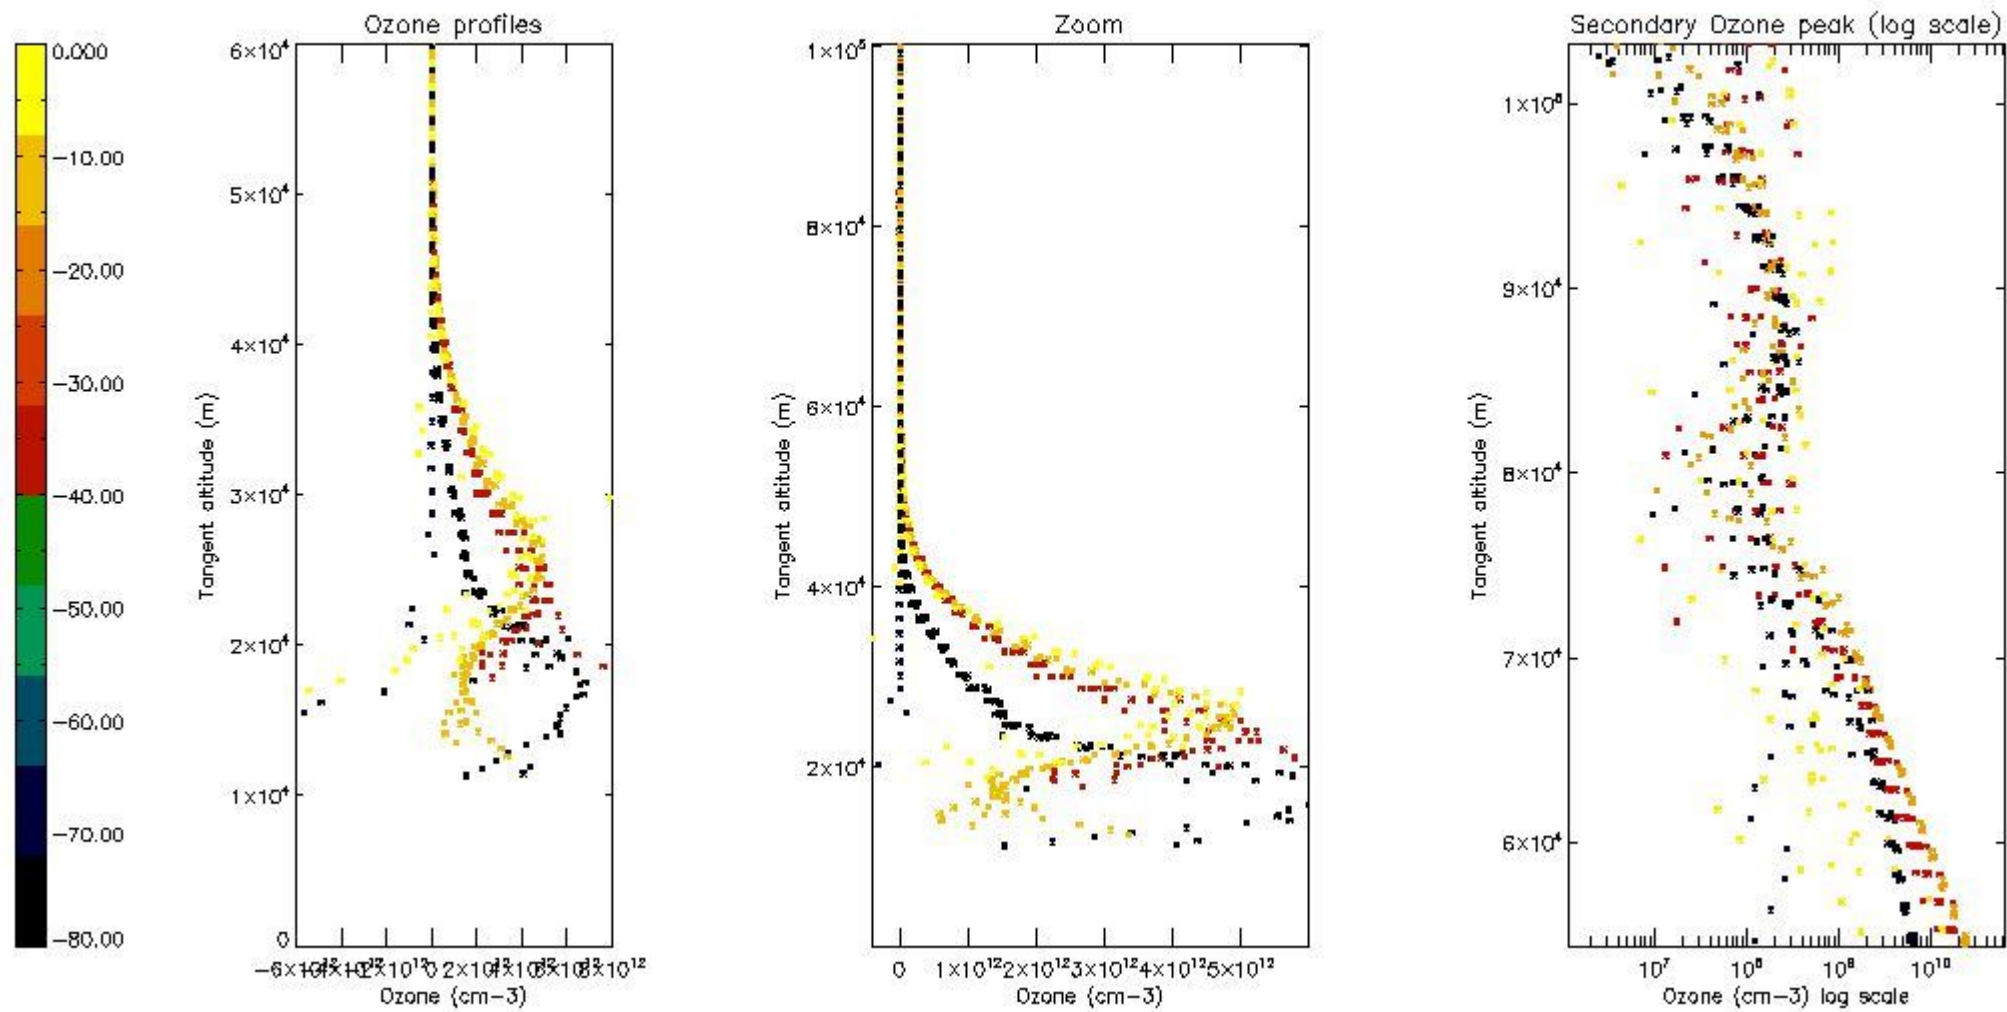 Ozone profiles
Zoom
Secondary Ozone peak (log scale)
0.000
−10.00
−20.00
−30.00
−40.00
−50.00
−60.00
−70.00
−80.00
6×10⁴
5×10⁴
4×10⁴
3×10⁴
2×10⁴
1×10⁴
0
Tangent altitude (m)
Ozone (cm−3)
1×10⁵
8×10⁴
6×10⁴
4×10⁴
2×10⁴
Tangent altitude (m)
0 1×10¹² 2×10¹² 3×10¹² 4×10¹² 5×10¹²
Ozone (cm−3)
9×10⁴
8×10⁴
7×10⁴
6×10⁴
Tangent altitude (m)
10⁷ 10¹⁰
Ozone (cm−3) log scale